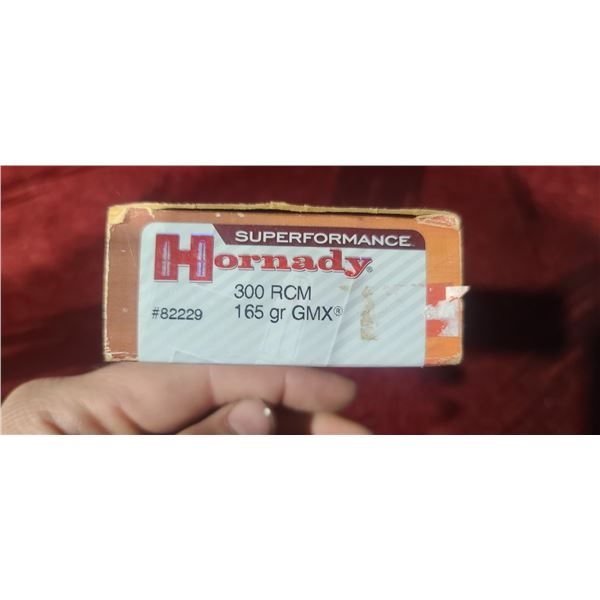 SUPERFORMANCE
Hornady®
300 RCM
#82229 165 gr GMX®